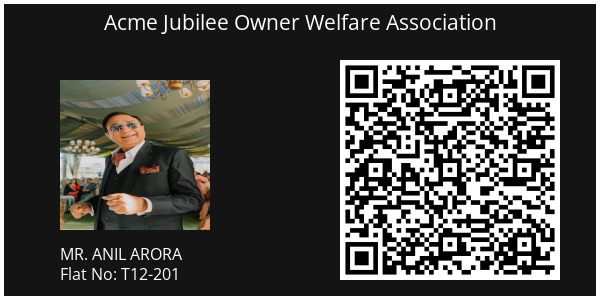 Acme Jubilee Owner Welfare Association
MR. ANIL ARORA
Flat No: T12-201